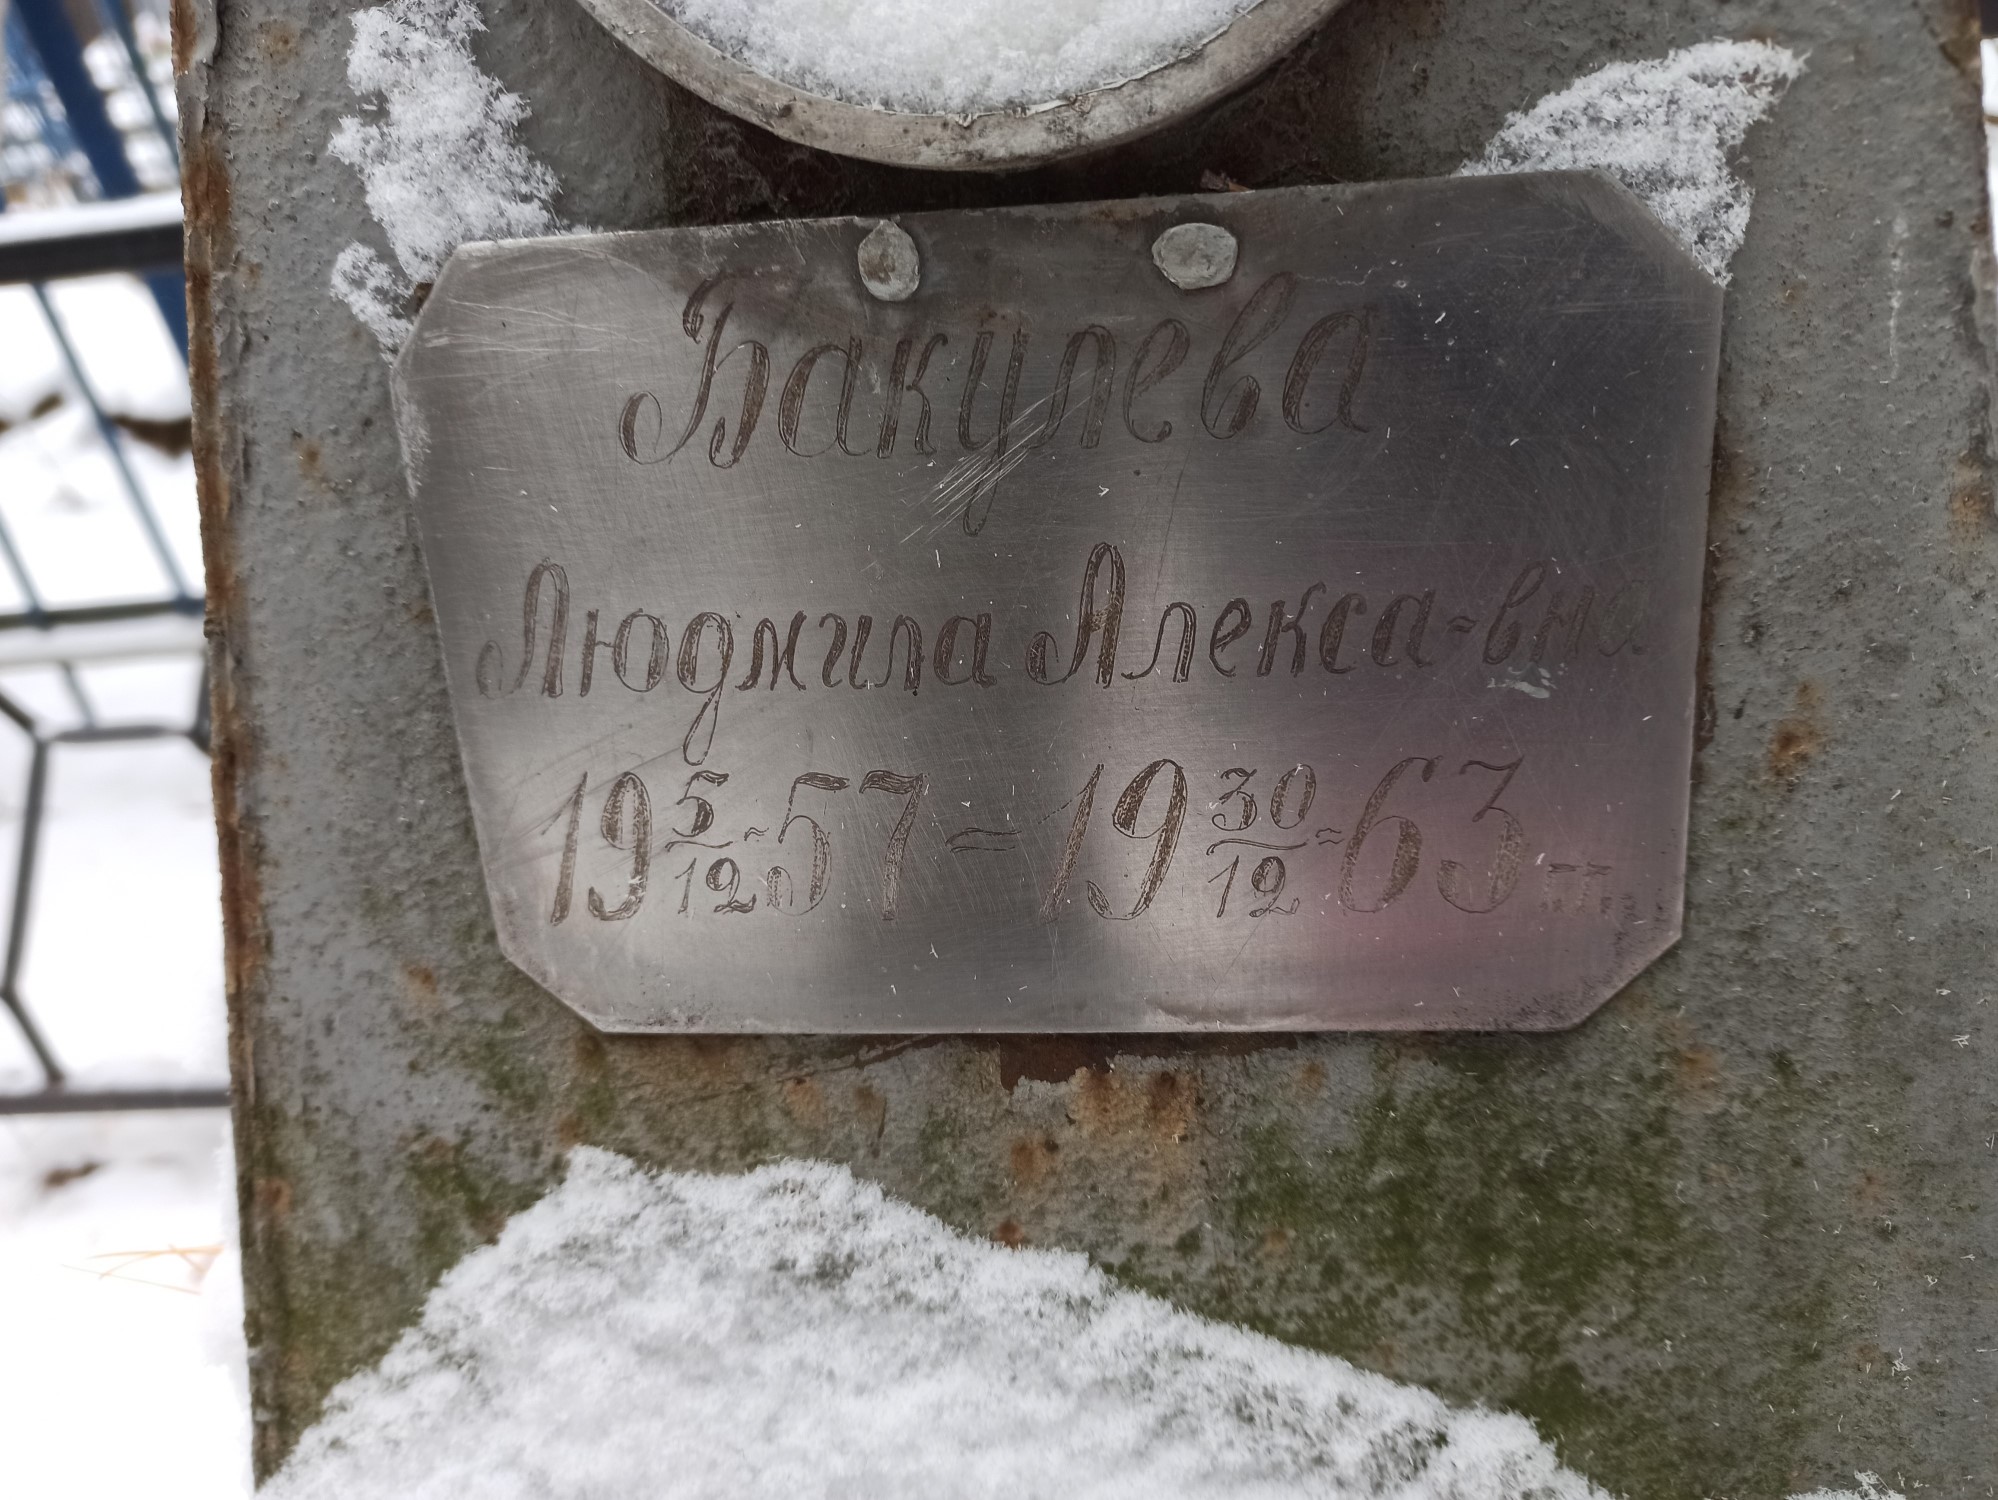 Бакулева
Людмила Алекса-вна
19 5/12 57 - 19 30/12 63 гг.